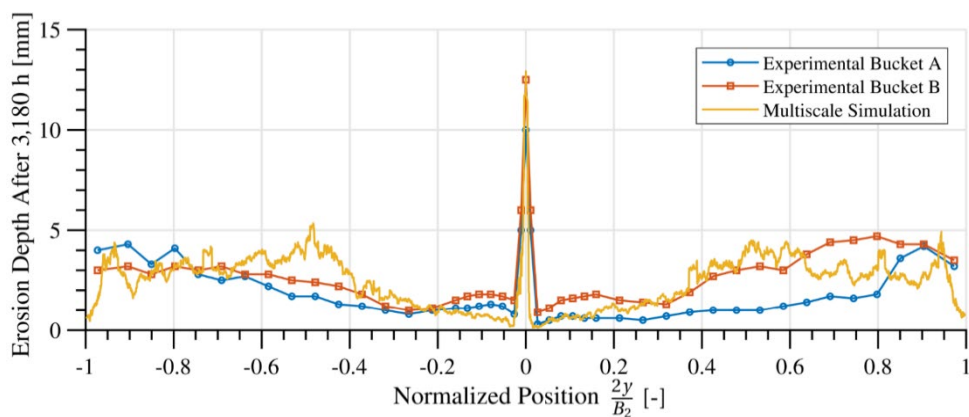 Erosion Depth After 3,180 h [mm]
15
10
5
0
Experimental Bucket A
Experimental Bucket B
Multiscale Simulation
-1 -0.8 -0.6 -0.4 -0.2 0 0.2 0.4 0.6 0.8 1
Normalized Position 2y/B₂ [-]